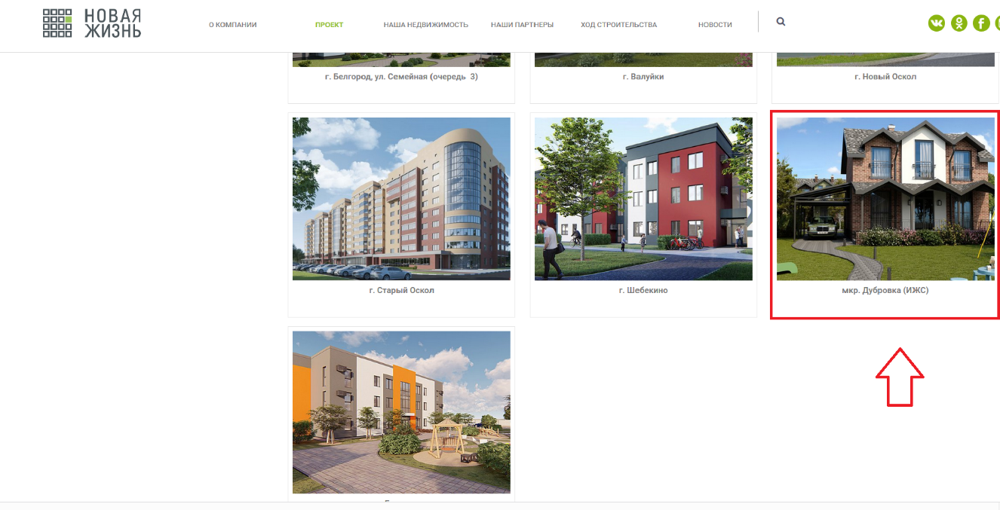 НОВАЯ
ЖИЗНЬ
О КОМПАНИИ
ПРОЕКТ
НАША НЕДВИЖИМОСТЬ
НАШИ ПАРТНЕРЫ
ХОД СТРОИТЕЛЬСТВА
НОВОСТИ
г. Белгород, ул. Семейная (очередь 3)
г. Валуйки
г. Новый Оскол
г. Старый Оскол
г. Шебекино
мкр. Дубровка (ИЖС)